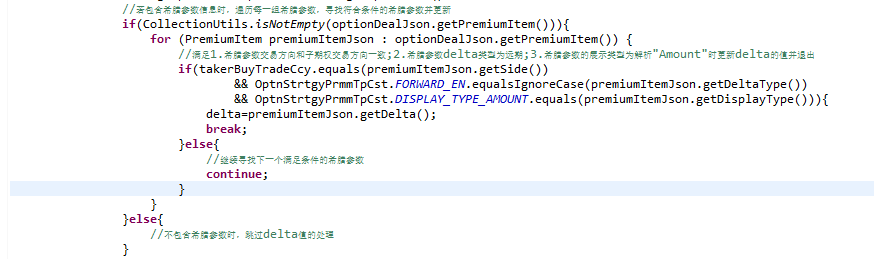 //若包含希腊参数信息时，遍历每一组希腊参数，寻找符合条件的希腊参数并更新
if(CollectionUtils.isNotEmpty(optionDealJson.getPremiumItem())){
for (PremiumItem premiumItemJson : optionDealJson.getPremiumItem()) {
//满足1.希腊参数交易方向和子期权交易方向一致;2.希腊参数delta类型为远期;3.希腊参数的展示类型为解析"Amount"时更新delta的值并退出
if(takerBuyTradeCcy.equals(premiumItemJson.getSide())
&& OptnStrtgyPrmmTpCst.FORWARD_EN.equalsIgnoreCase(premiumItemJson.getDeltaType())
&& OptnStrtgyPrmmTpCst.DISPLAY_TYPE_AMOUNT.equals(premiumItemJson.getDisplayType())){
delta=premiumItemJson.getDelta();
break;
}else{
//继续寻找下一个满足条件的希腊参数
continue;
}
}
}else{
//不包含希腊参数时，跳过delta值的处理
}